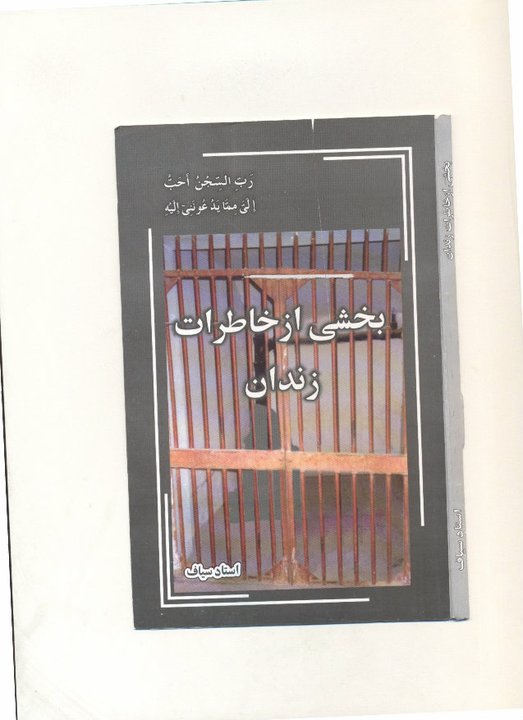 رَبِّ السِّجْنُ أَحَبُّ
إِلَىَّ مِمَّا يَدْعُونَنِىٓ إِلَيْهِ
بخشی از خاطرات
زندان
استاد سیاف
بخشی از خاطرات زندان
استاد سیاف